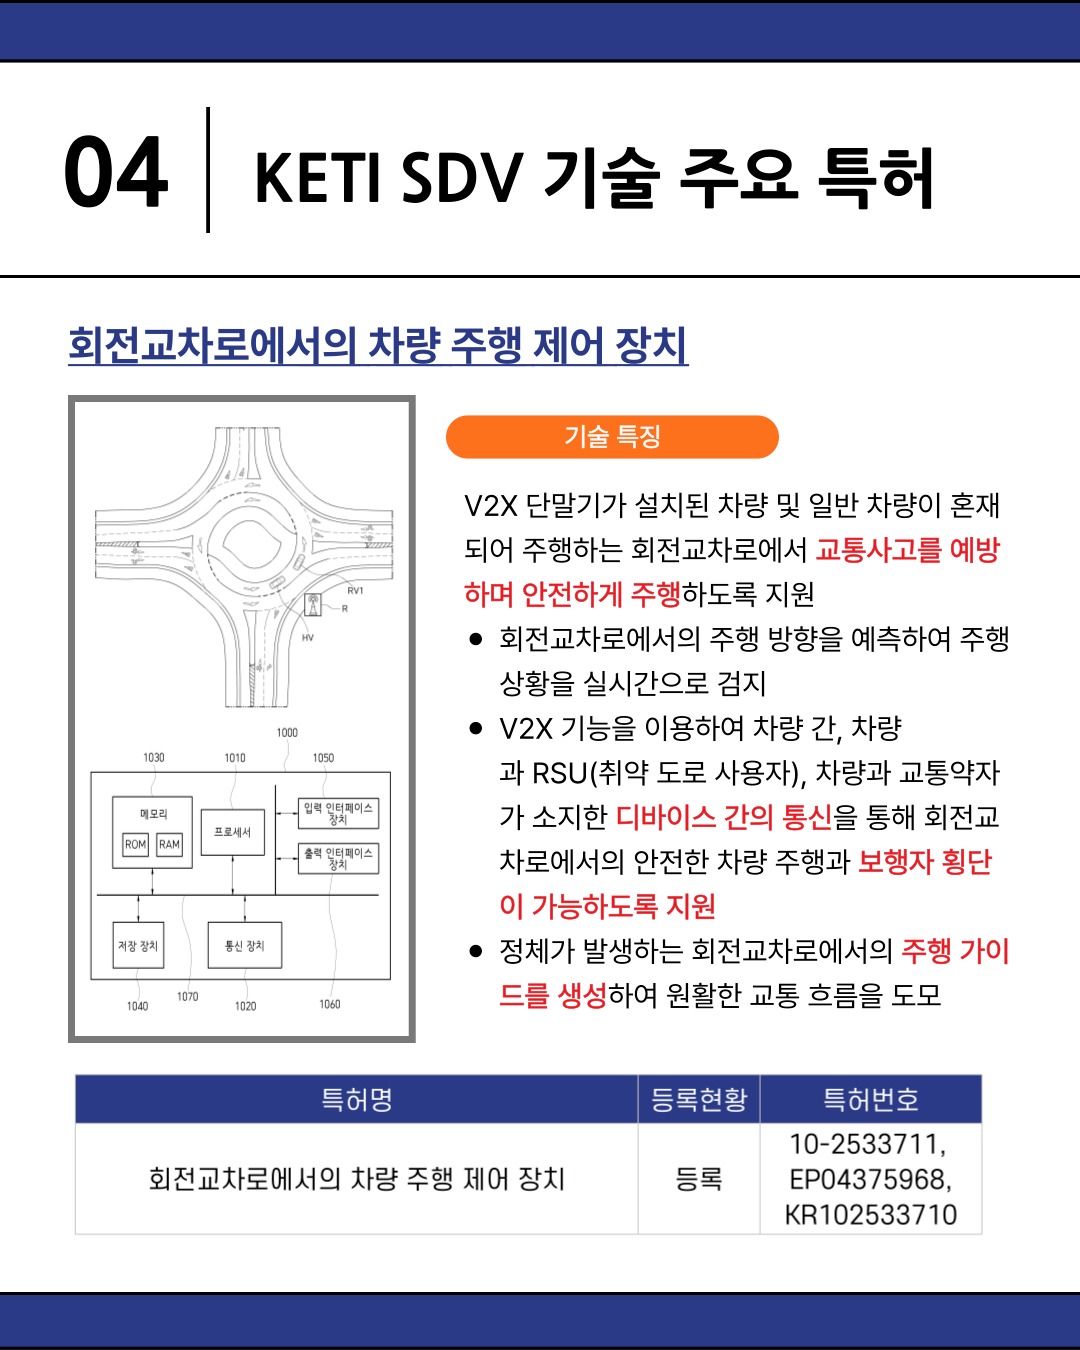 04
KETI SDV 기술 주요 특허
회전교차로에서의 차량 주행 제어 장치
RV1
R
HV
1000
1030
1010
1050
메모리
ROM
RAM
프로세서
입력 인터페이스
장치
출력 인터페이스
장치
저장 장치
통신 장치
1040
1070
1020
1060
기술 특징
V2X 단말기가 설치된 차량 및 일반 차량이 혼재
되어 주행하는 회전교차로에서 교통사고를 예방
하며 안전하게 주행하도록 지원
● 회전교차로에서의 주행 방향을 예측하여 주행
상황을 실시간으로 검지
● V2X 기능을 이용하여 차량 간, 차량
과 RSU(취약 도로 사용자), 차량과 교통약자
가 소지한 디바이스 간의 통신을 통해 회전교
차로에서의 안전한 차량 주행과 보행자 횡단
이 가능하도록 지원
● 정체가 발생하는 회전교차로에서의 주행 가이
드를 생성하여 원활한 교통 흐름을 도모
특허명
등록현황
특허번호
회전교차로에서의 차량 주행 제어 장치
등록
10-2533711,
EP04375968,
KR102533710